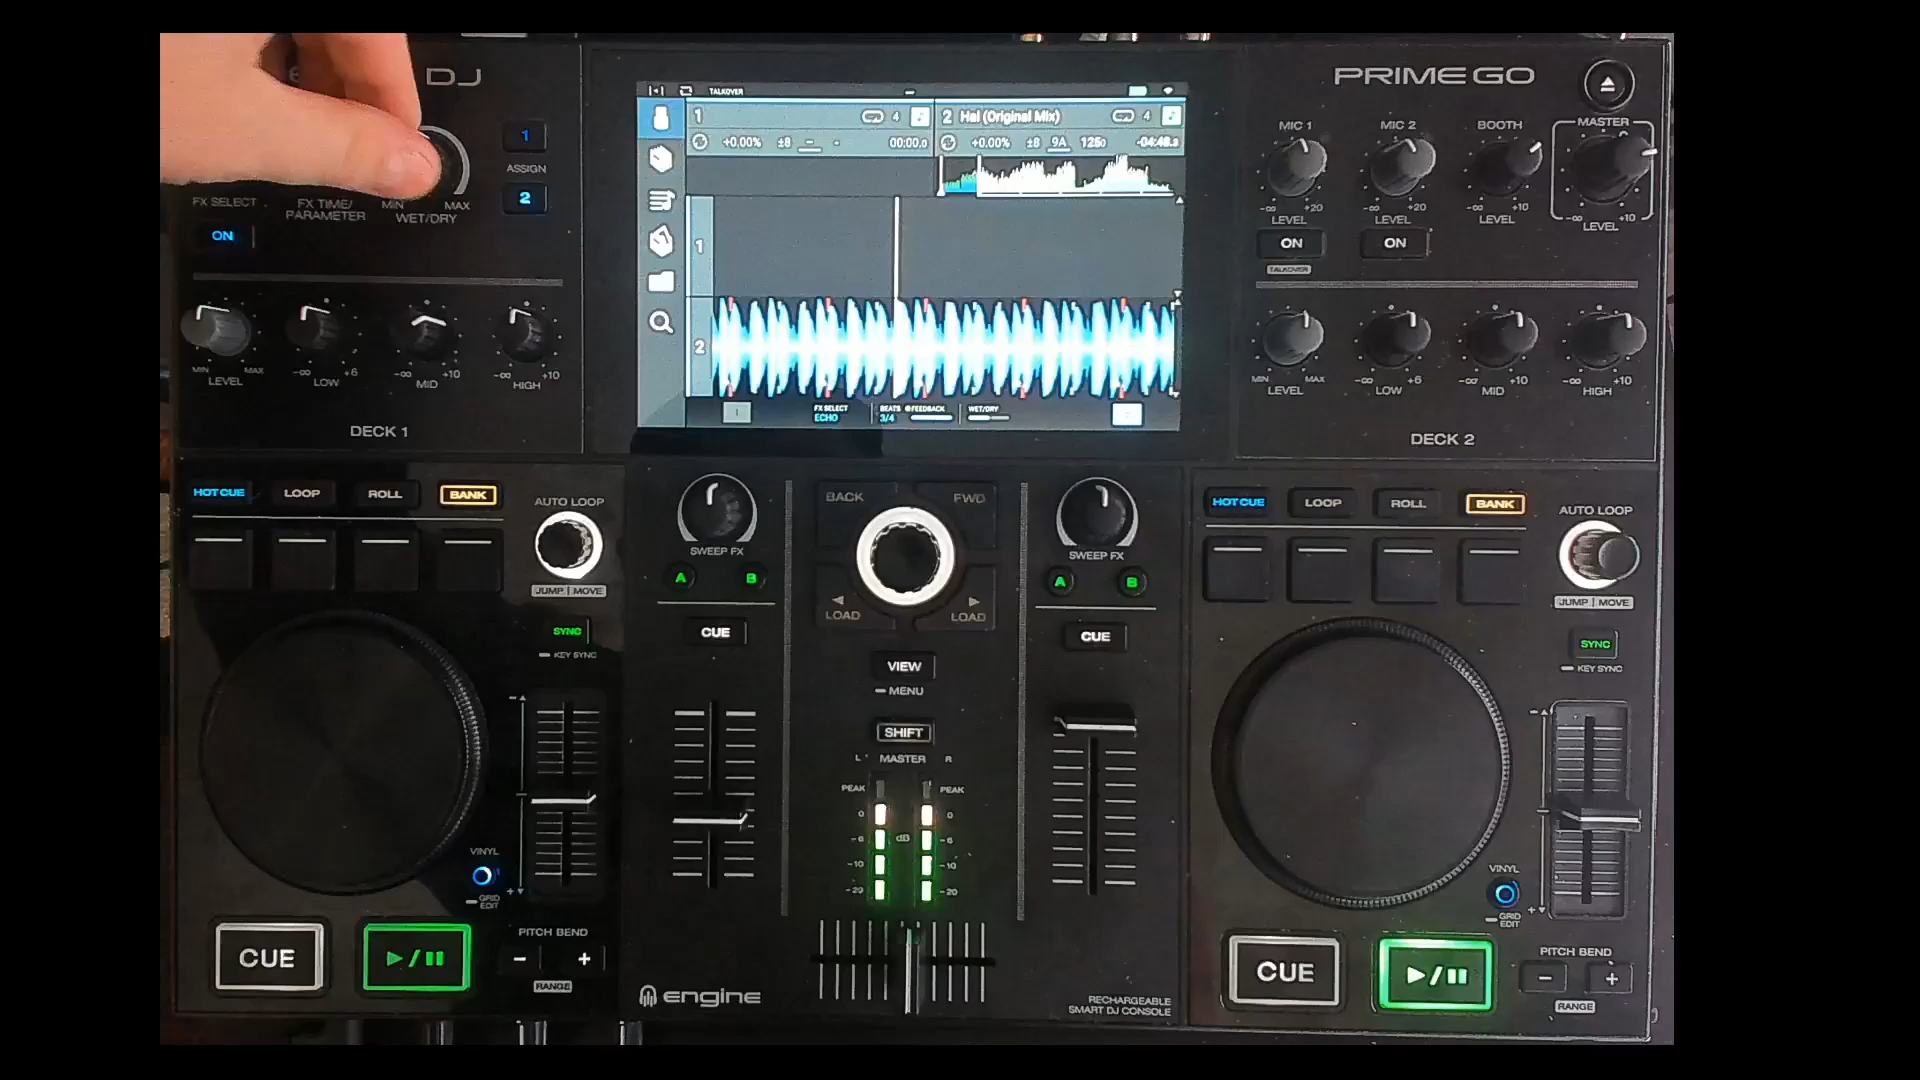 DJ
PRIME GO
1
ASSIGN
2
FX SELECT
FX TIME/
PARAMETER
MIN
MAX
WET/DRY
ON
MIN
MAX
LEVEL
-∞
+6
LOW
-∞
+10
MID
-∞
+10
HIGH
DECK 1
TALKOVER
1
4
+0.00%
±8
00:00.0
2 Hal (Original Mix)
4
+0.00%
±8
9A
125.0
1
2
1
FX SELECT
ECHO
BEATS
3/4
FEEDBACK
WET/DRY
MIC 1
-∞
+20
LEVEL
ON
TALKOVER
MIC 2
-∞
+20
LEVEL
ON
BOOTH
-∞
+10
LEVEL
MASTER
-∞
+10
LEVEL
MIN
MAX
LEVEL
-∞
+6
LOW
-∞
+10
MID
-∞
+10
HIGH
DECK 2
HOT CUE
LOOP
ROLL
BANK
AUTO LOOP
JUMP | MOVE
SYNC
KEY SYNC
VINYL
GRID
EDIT
CUE
PITCH BEND
RANGE
SWEEP FX
A
B
CUE
BACK
FWD
LOAD
LOAD
VIEW
MENU
SHIFT
L
MASTER
R
PEAK
PEAK
0
0
-6
dB
-6
-10
-10
-20
-20
engine
RECHARGEABLE
SMART DJ CONSOLE
SWEEP FX
A
B
CUE
HOT CUE
LOOP
ROLL
BANK
AUTO LOOP
JUMP | MOVE
SYNC
KEY SYNC
VINYL
GRID
EDIT
CUE
PITCH BEND
RANGE